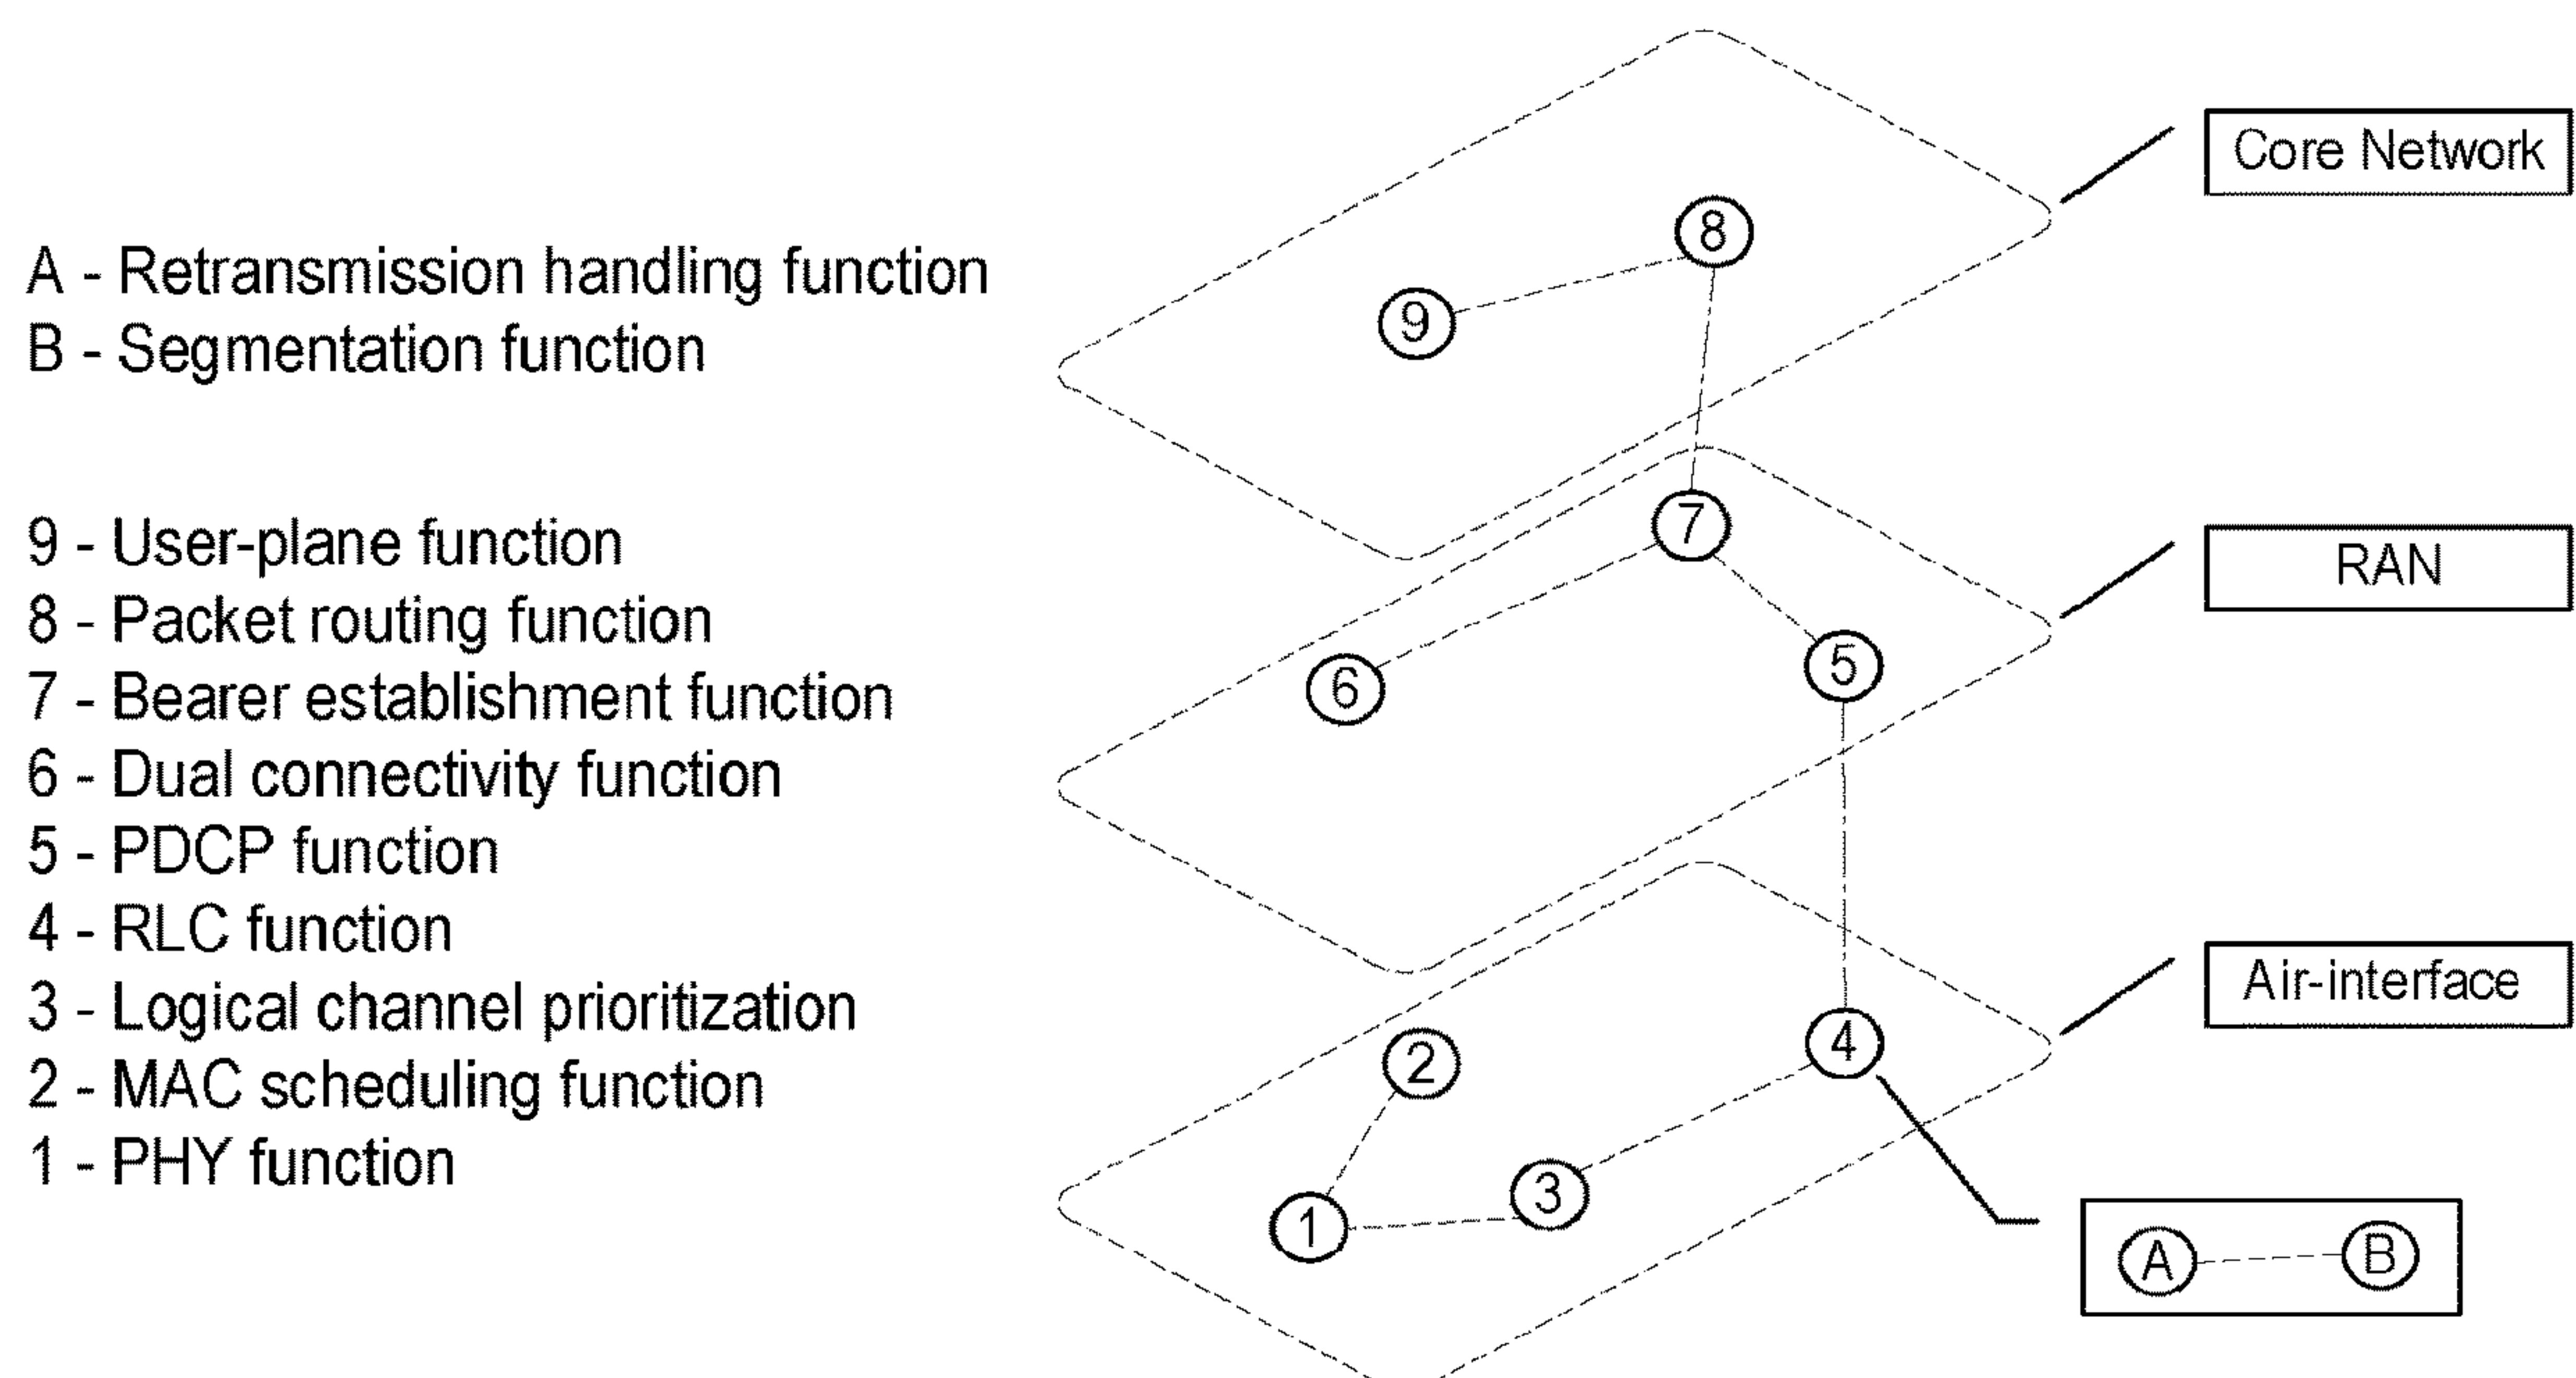 A - Retransmission handling function
B - Segmentation function
9 - User-plane function
8 - Packet routing function
7 - Bearer establishment function
6 - Dual connectivity function
5 - PDCP function
4 - RLC function
3 - Logical channel prioritization
2 - MAC scheduling function
1 - PHY function
Core Network
8
9
RAN
7
5
6
Air-interface
4
2
3
1
A
B